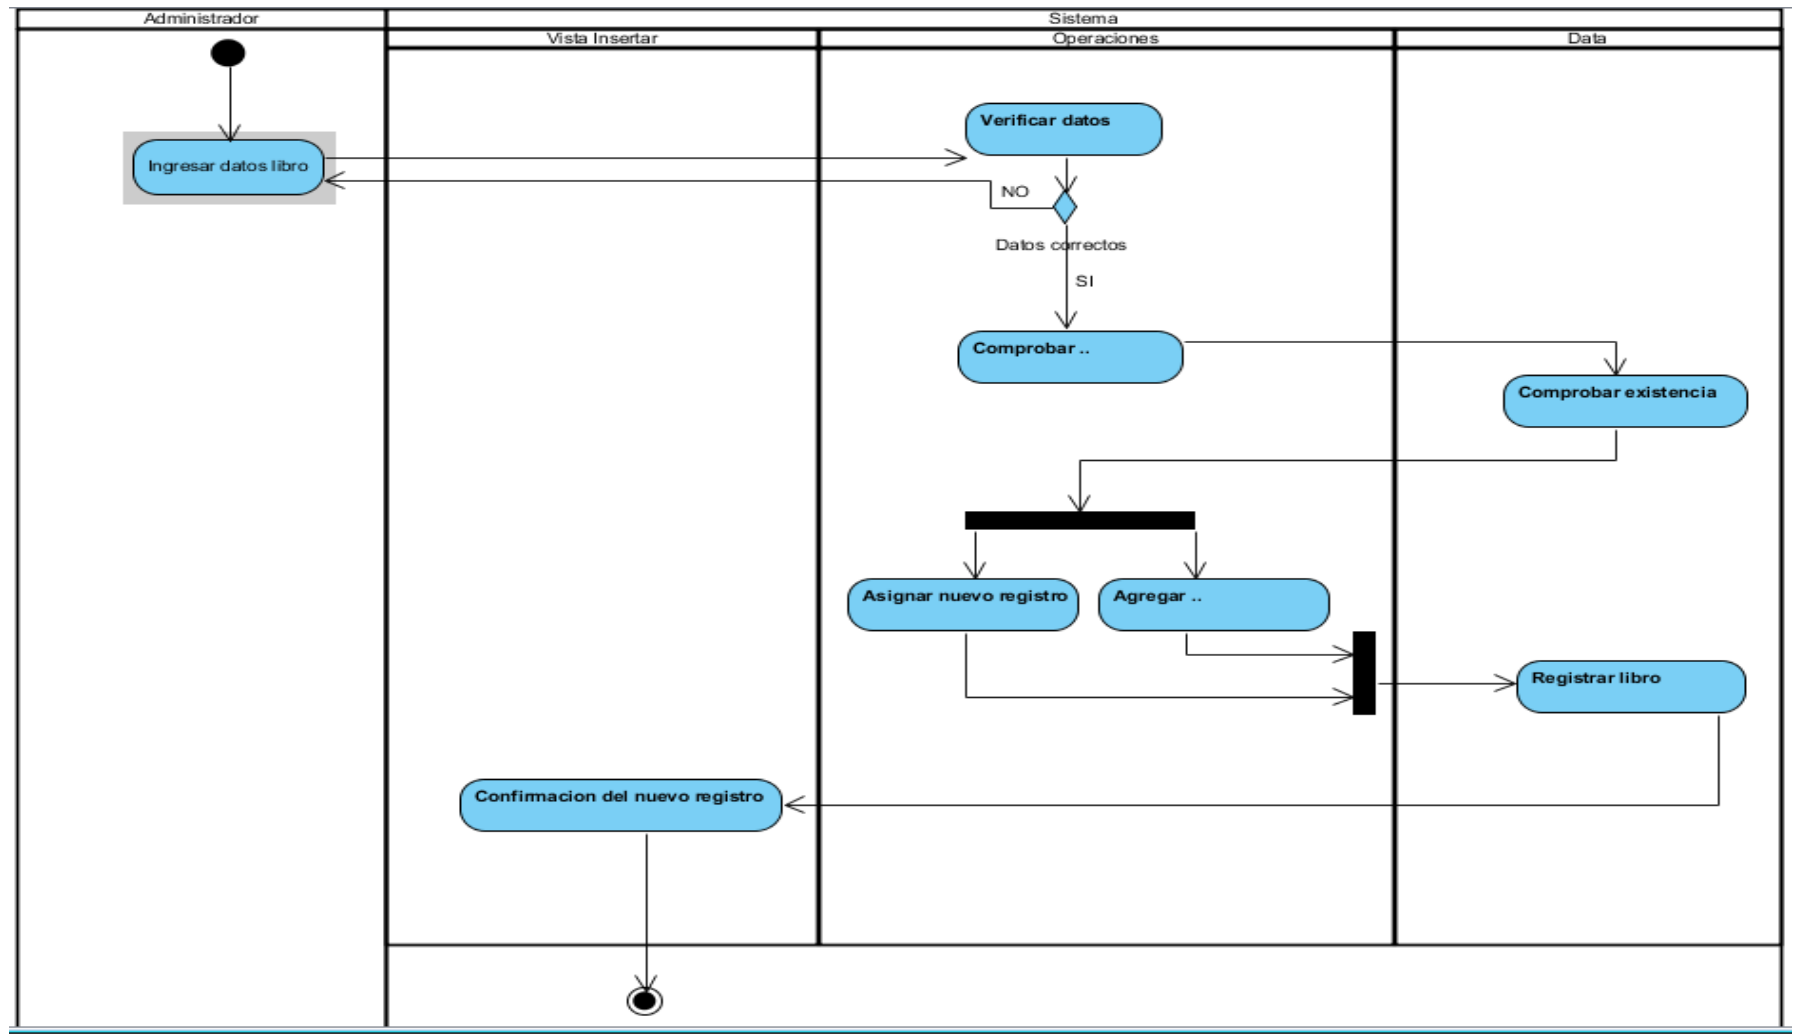 Administrador
Sistema
Vista Insertar
Operaciones
Data
Verificar datos
Ingresar datos libro
NO
Datos correctos
SI
Comprobar ..
Comprobar existencia
Asignar nuevo registro
Agregar ..
Registrar libro
Confirmacion del nuevo registro